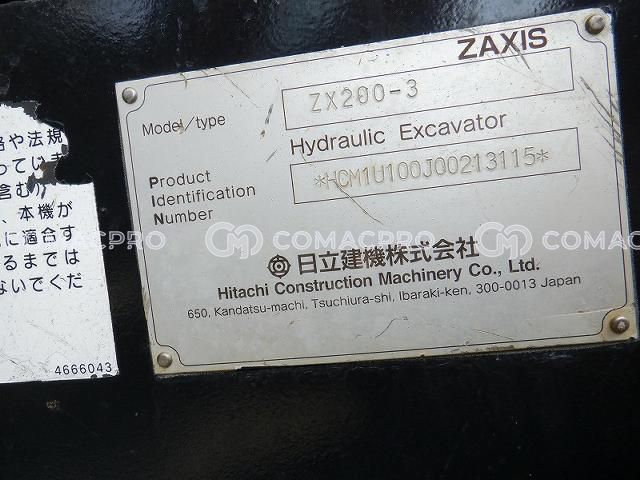 ZAXIS
Model/type ZX200-3
Hydraulic Excavator
Product
Identification
Number
*HCM1U100J00213115*
日立建機株式会社
Hitachi Construction Machinery Co., Ltd.
650, Kandatsu-machi, Tsuchiura-shi, Ibaraki-ken, 300-0013 Japan
格や法規
っていま
含む))
、本機が
に適合す
るまでは
ないでくだ
4666043
COMACPRO
COMACPRO
COMACPRO